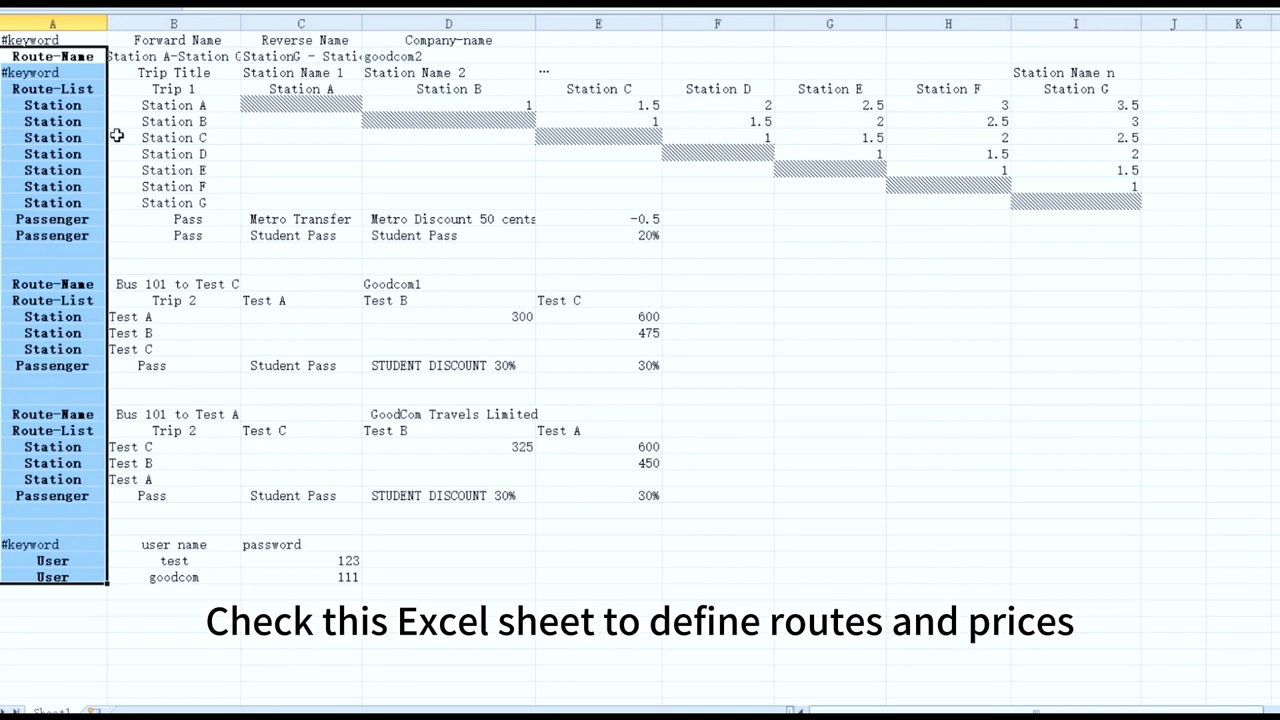 A B C D E F G H I J K
#keyword Forward Name Reverse Name Company-name
Route-Name Station A-Station StationG - goodcom2
#keyword Trip Title Station Name 1 Station Name 2 ... Station Name n
Route-List Trip 1 Station A Station B Station C Station D Station E Station F Station G
Station Station A 1 1.5 2 2.5 3 3.5
Station Station B 1 1.5 2 2.5 3
Station Station C 1 1.5 2 2.5
Station Station D 1 1.5 2
Station Station E 1 1.5
Station Station F 1
Station Station G
Passenger Pass Metro Transfer Metro Discount 50 cents -0.5
Passenger Pass Student Pass Student Pass 20%
Route-Name Bus 101 to Test C Goodcom1
Route-List Trip 2 Test A Test B Test C
Station Test A 300 600
Station Test B 475
Station Test C
Passenger Pass Student Pass STUDENT DISCOUNT 30% 30%
Route-Name Bus 101 to Test A GoodCom Travels Limited
Route-List Trip 2 Test C Test B Test A
Station Test C 325 600
Station Test B 450
Station Test A
Passenger Pass Student Pass STUDENT DISCOUNT 30% 30%
#keyword user name password
User test 123
User goodcom 111
Check this Excel sheet to define routes and prices